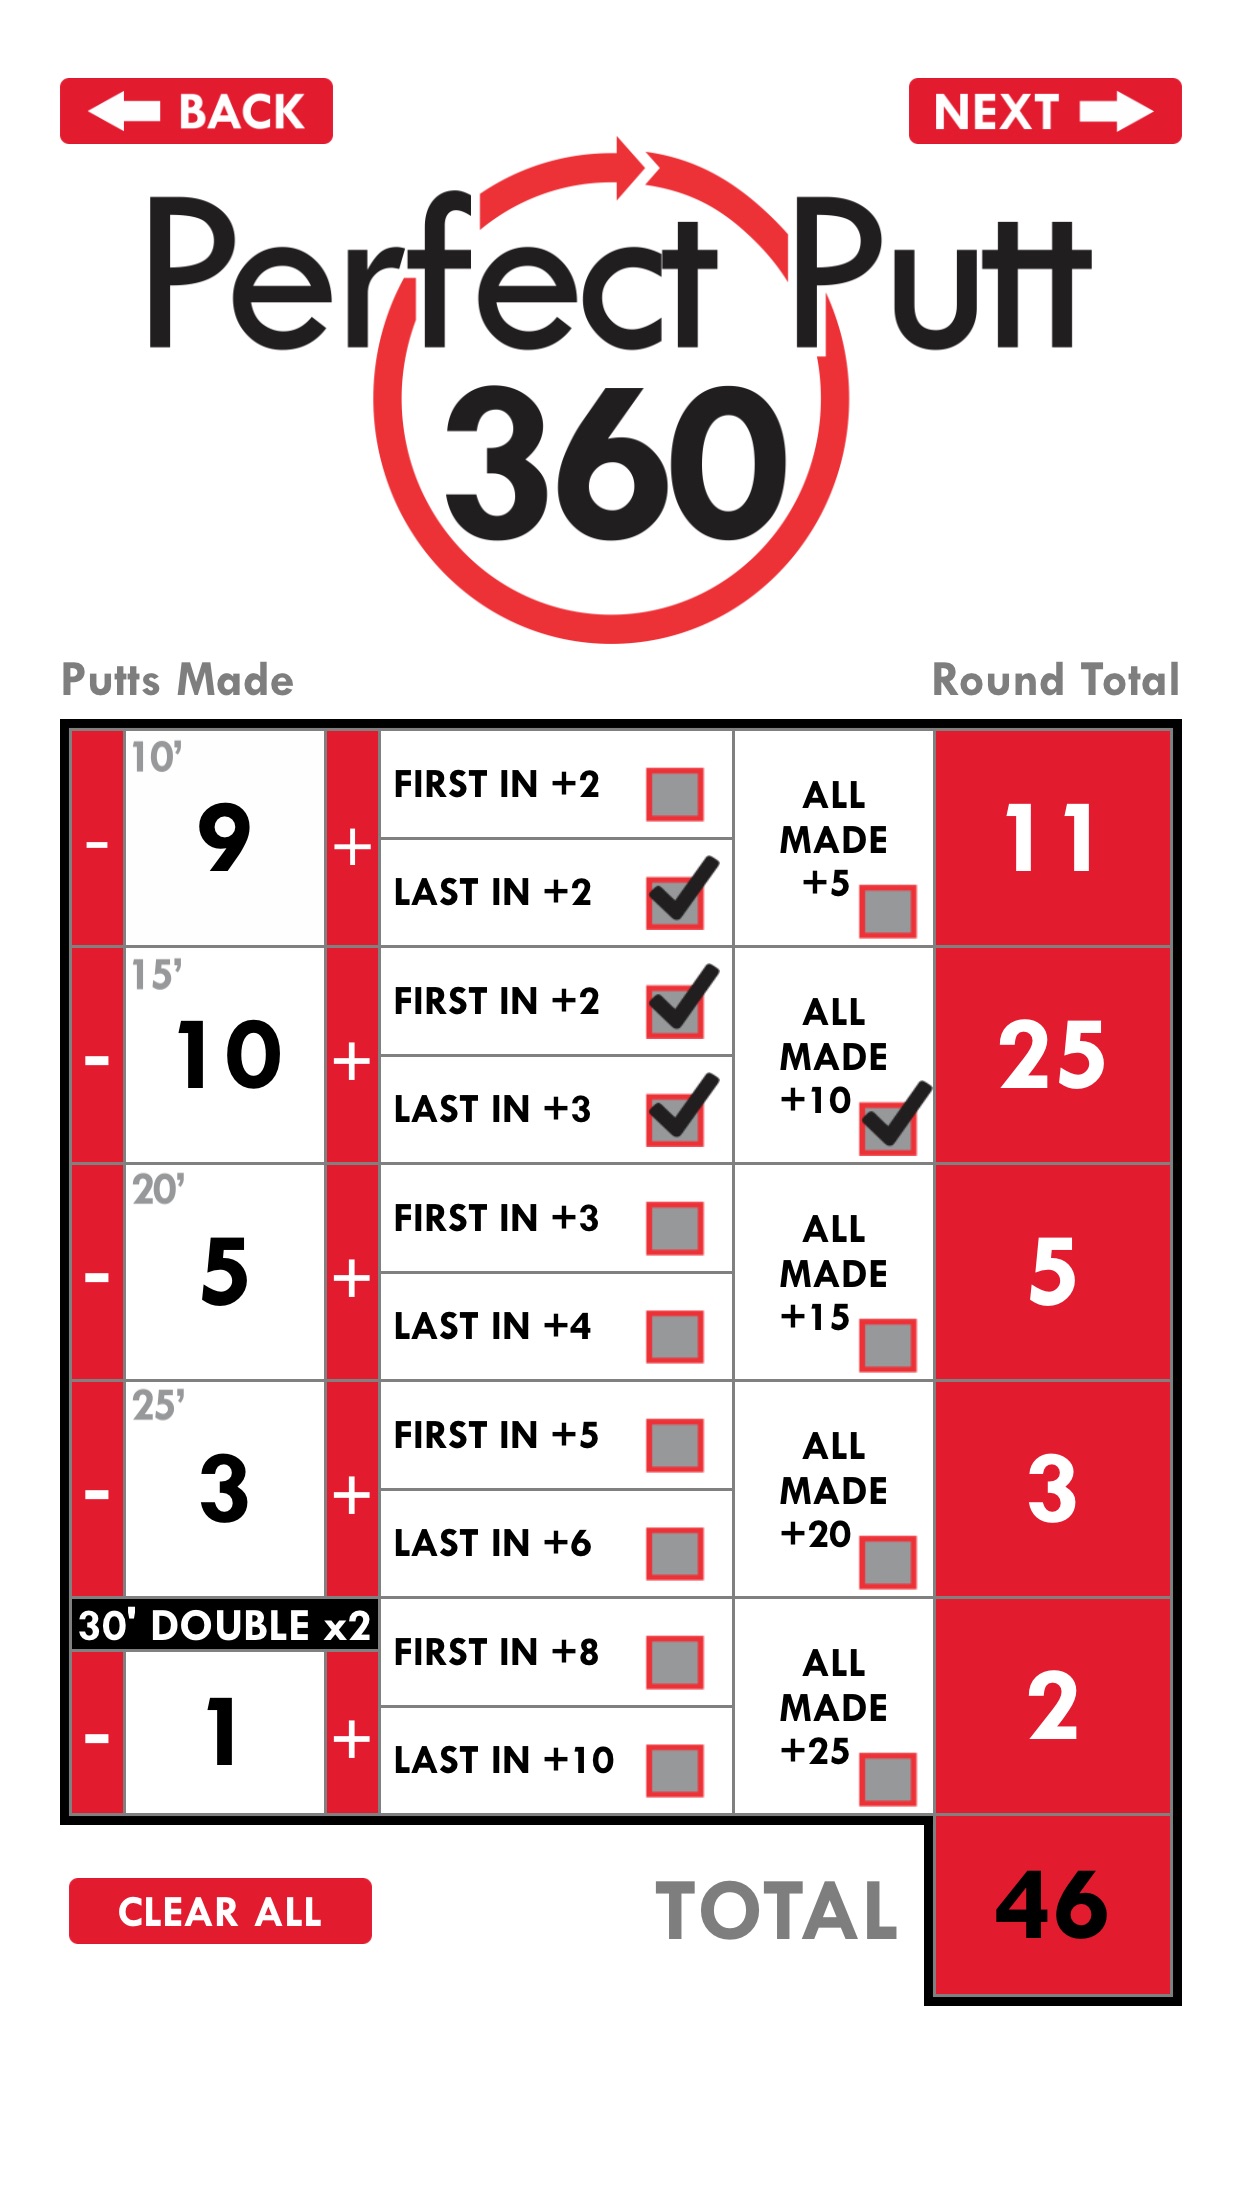 BACK
NEXT
Perfect Putt
360
Putts Made
Round Total
10’
- 9 +
FIRST IN +2
LAST IN +2
ALL
MADE
+5
11
15’
- 10 +
FIRST IN +2
LAST IN +3
ALL
MADE
+10
25
20’
- 5 +
FIRST IN +3
LAST IN +4
ALL
MADE
+15
5
25’
- 3 +
FIRST IN +5
LAST IN +6
ALL
MADE
+20
3
30' DOUBLE x2
- 1 +
FIRST IN +8
LAST IN +10
ALL
MADE
+25
2
CLEAR ALL
TOTAL
46